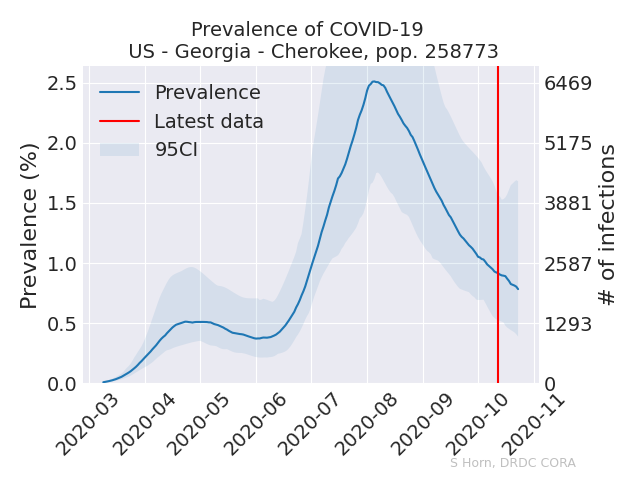 Prevalence of COVID-19
US - Georgia - Cherokee, pop. 258773
Prevalence (%)
2.5
2.0
1.5
1.0
0.5
0.0
Prevalence
Latest data
95CI
6469
5175
3881
2587
1293
0
# of infections
2020-03
2020-04
2020-05
2020-06
2020-07
2020-08
2020-09
2020-10
2020-11
S Horn, DRDC CORA